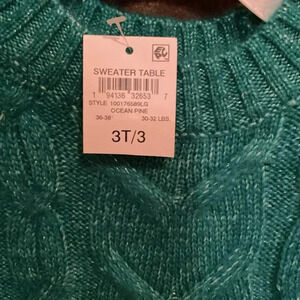 SWEATER TABLE
1 94136 32653 7
STYLE 100176589LG
OCEAN PINE
36-38 30-32 LBS.
3T/3